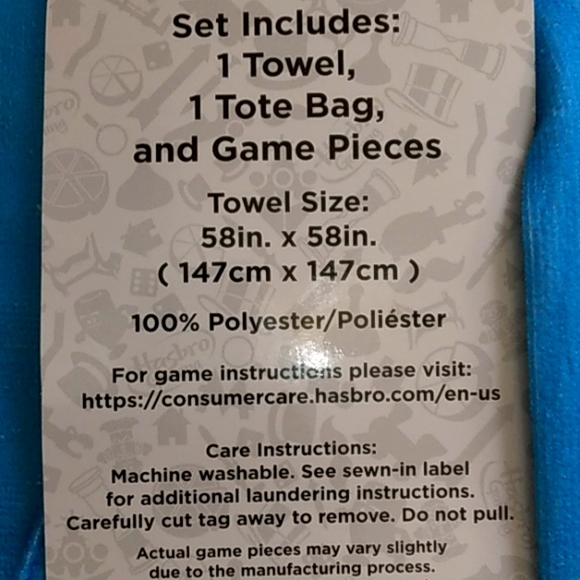 Set Includes:
1 Towel,
1 Tote Bag,
and Game Pieces
Towel Size:
58in. x 58in.
( 147cm x 147cm )
100% Polyester/Poliéster
For game instructions please visit:
https://consumercare.hasbro.com/en-us
Care Instructions:
Machine washable. See sewn-in label
for additional laundering instructions.
Carefully cut tag away to remove. Do not pull.
Actual game pieces may vary slightly
due to the manufacturing process.